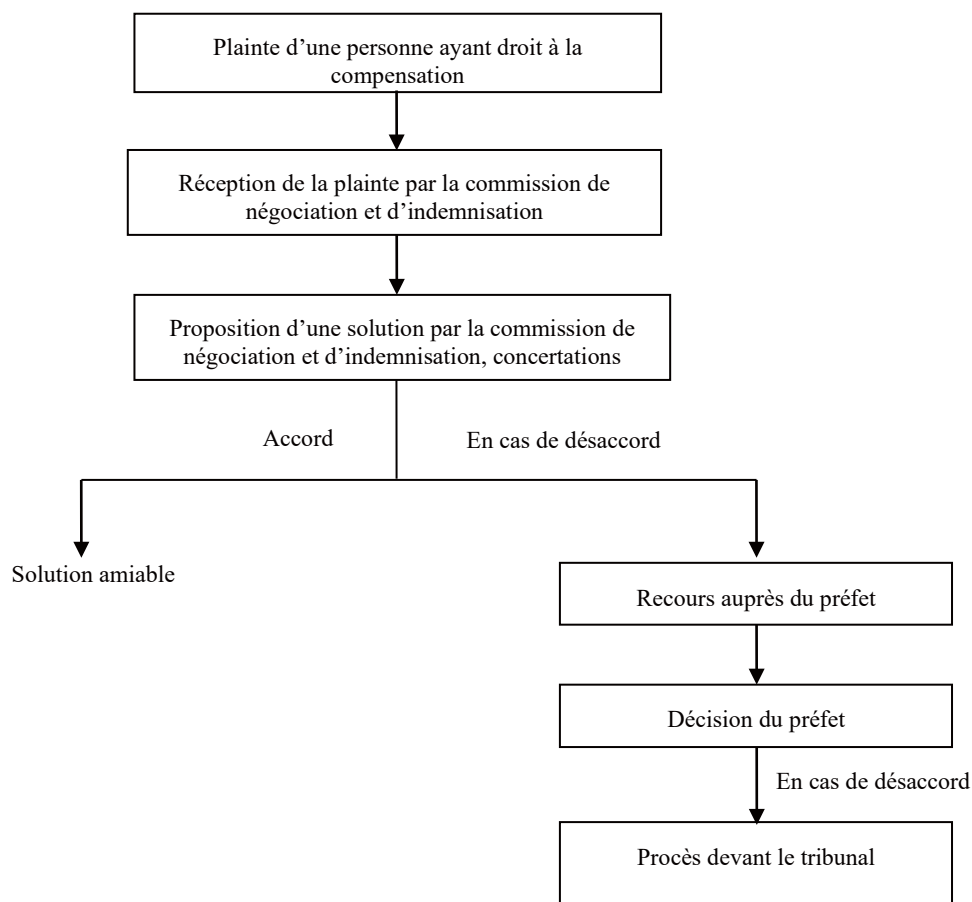 Plainte d’une personne ayant droit à la
compensation
Réception de la plainte par la commission de
négociation et d’indemnisation
Proposition d’une solution par la commission de
négociation et d’indemnisation, concertations
Accord
En cas de désaccord
Solution amiable
Recours auprès du préfet
Décision du préfet
En cas de désaccord
Procès devant le tribunal